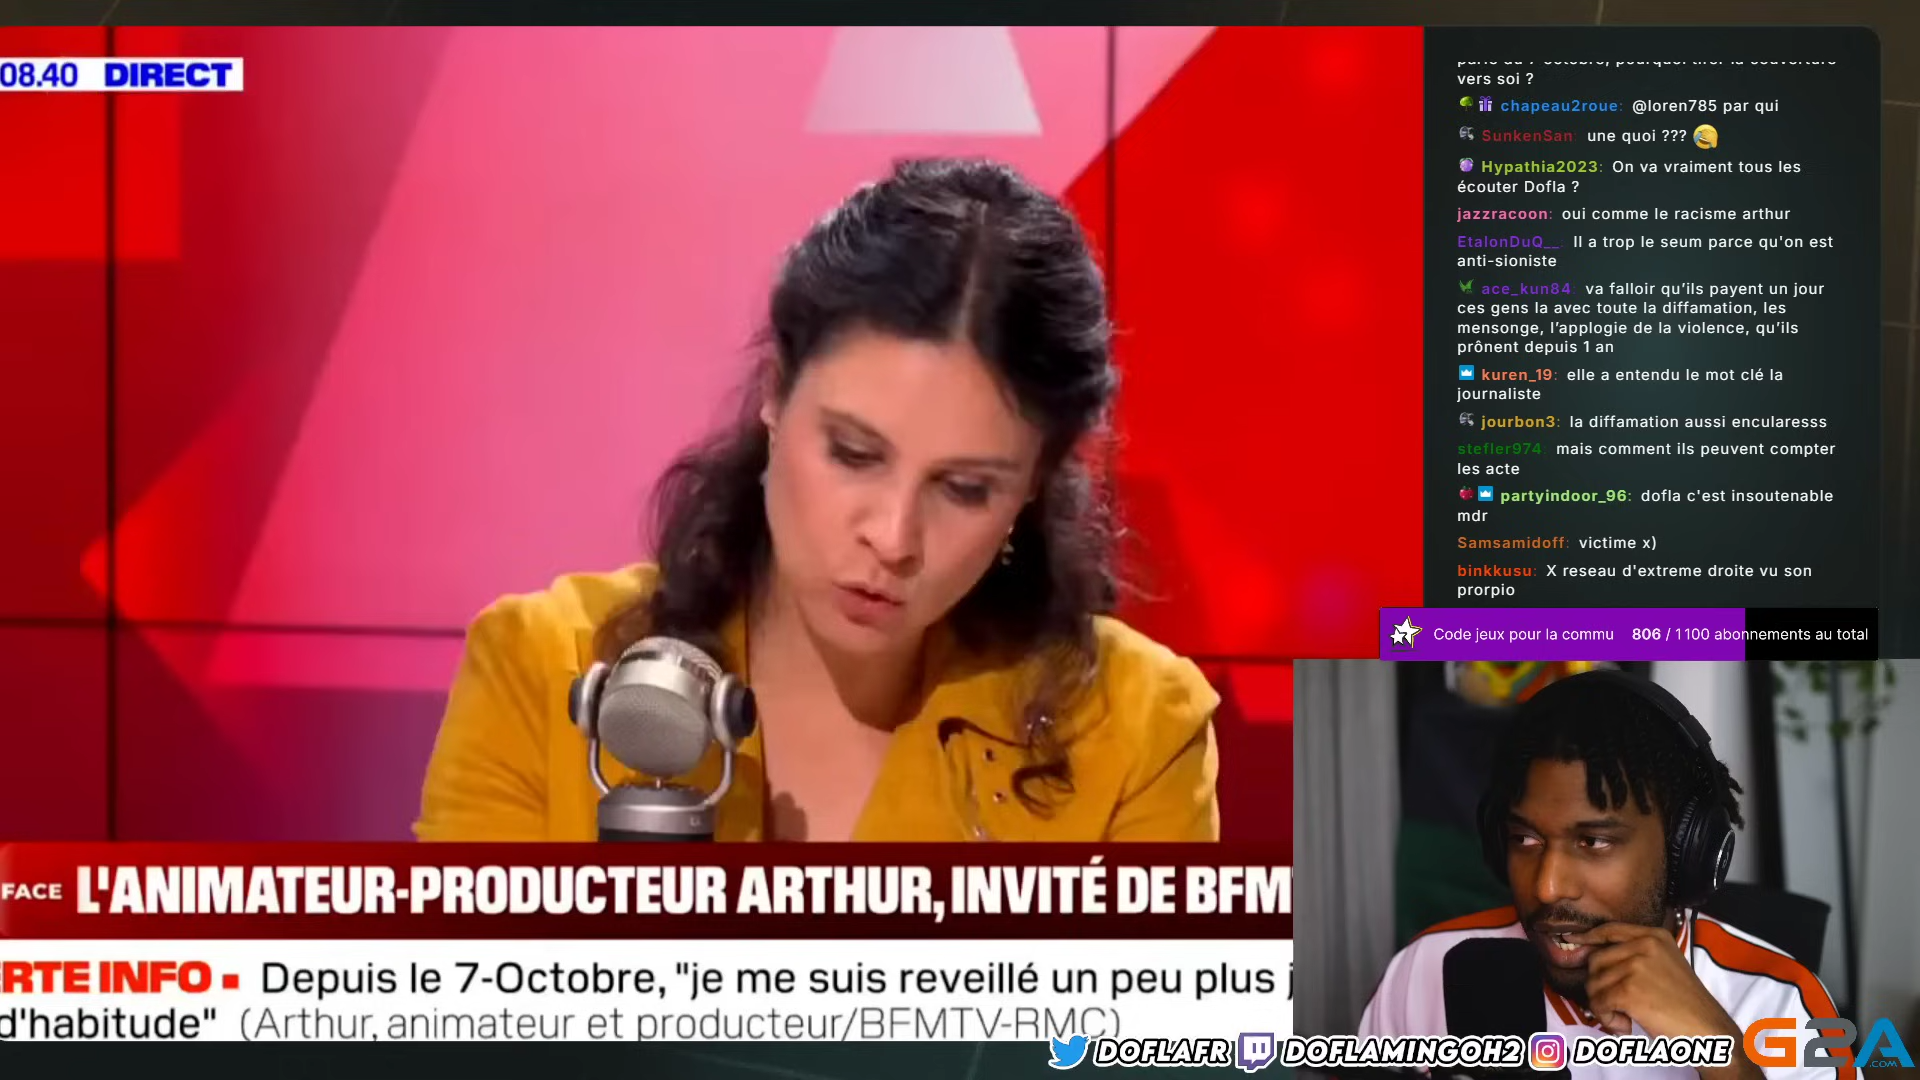 08.40 DIRECT
vers soi ?
chapeau2roue: @loren785 par qui
SunkenSan: une quoi ???
Hypathia2023: On va vraiment tous les
écouter Dofla ?
jazzracoon: oui comme le racisme arthur
EtalonDuQ__: Il a trop le seum parce qu'on est
anti-sioniste
ace_kun84: va falloir qu'ils payent un jour
ces gens la avec toute la diffamation, les
mensonge, l'applogie de la violence, qu'ils
prônent depuis 1 an
kuren_19: elle a entendu le mot clé la
journaliste
jourbon3: la diffamation aussi encularesss
stefler974: mais comment ils peuvent compter
les acte
partyindoor_96: dofla c'est insoutenable
mdr
Samsamidoff: victime x)
binkkusu: X reseau d'extreme droite vu son
prorpio
Code jeux pour la commu 806 / 1100 abonnements au total
FACE L'ANIMATEUR-PRODUCTEUR ARTHUR, INVITÉ DE BFM
RTE INFO Depuis le 7-Octobre, "je me suis reveillé un peu plus j
d'habitude" (Arthur, animateur et producteur/BFMTV-RMC)
DOFLAFR DOFLAMINGOH2 DOFLAONE G2A.COM